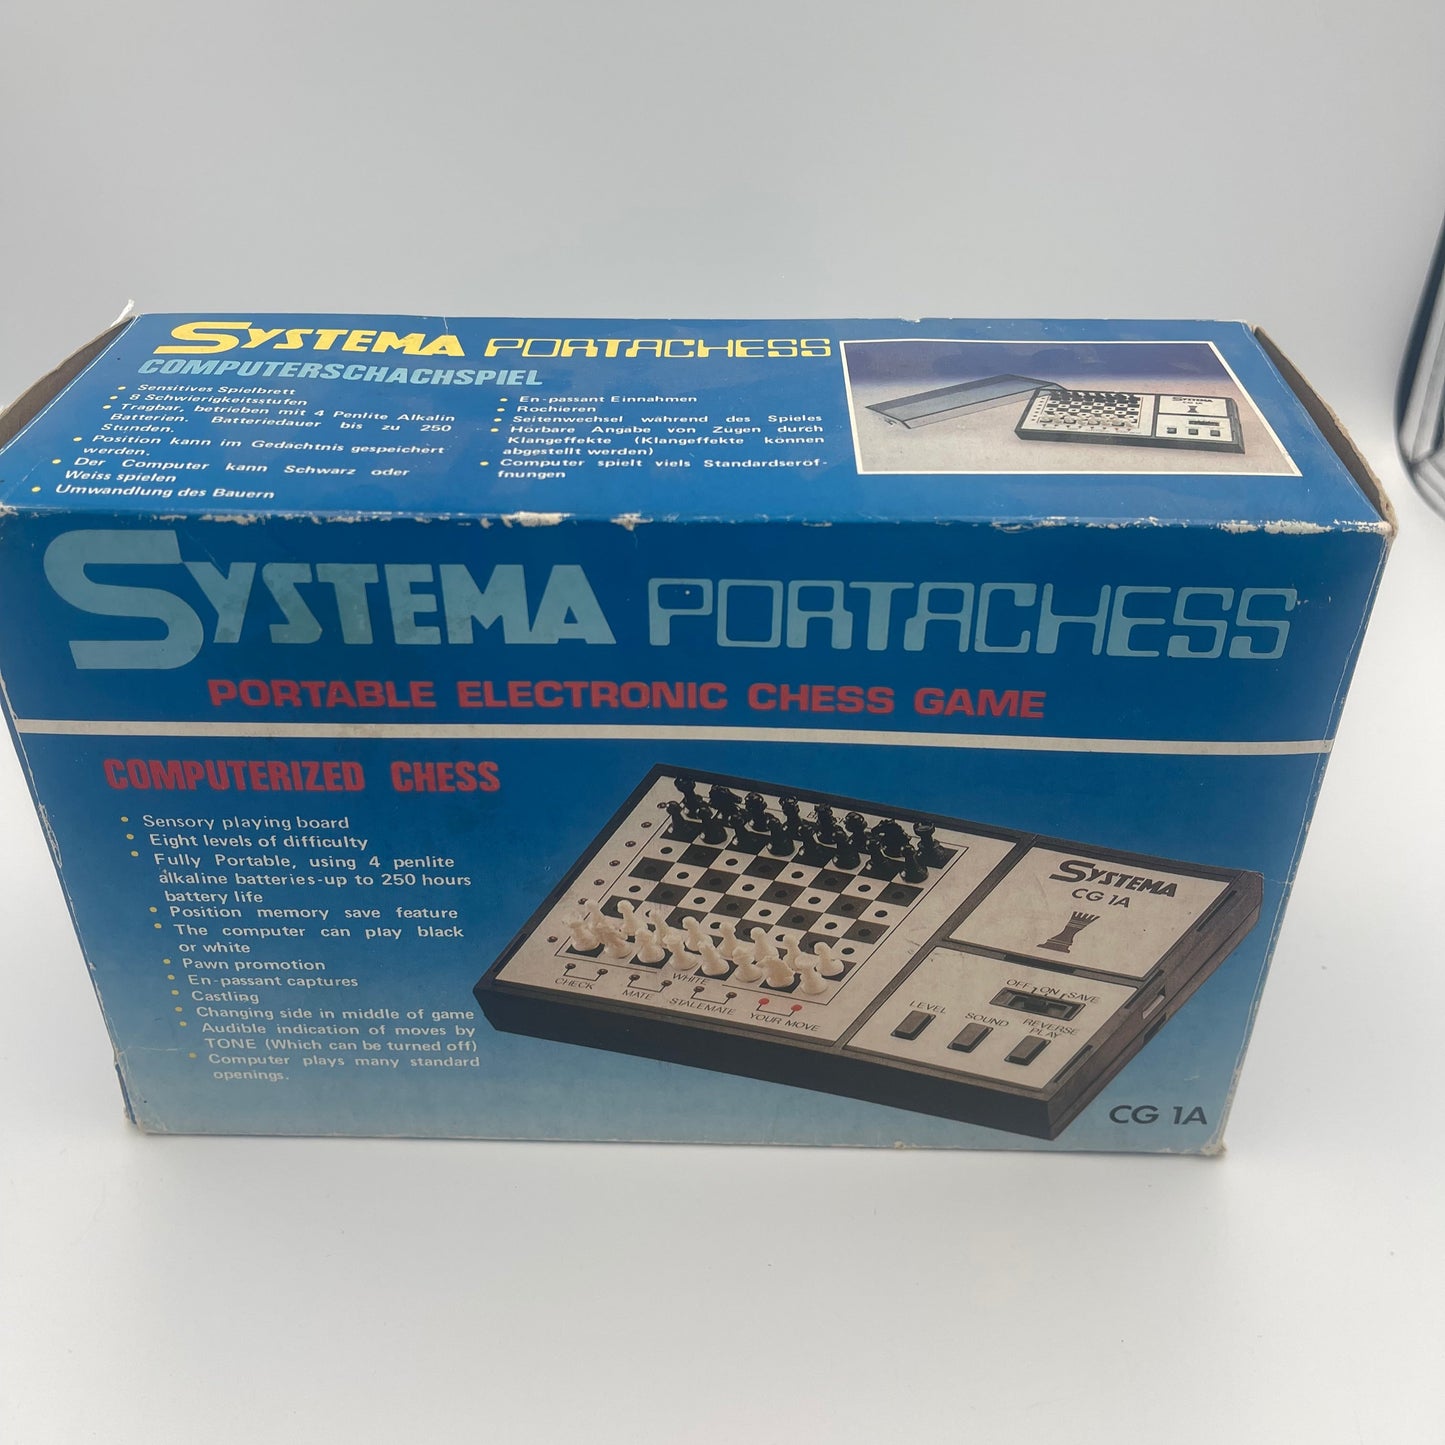 SYSTEMA PORTACHESS
COMPUTERSCHACHSPIEL
• Sensitives Spielbrett
• 8 Schwierigkeitsstufen
• Tragbar, betrieben mit 4 Penlite Alkalin
Batterien. Batteriedauer bis zu 250
Stunden.
• Position kann im Gedächtnis gespeichert
werden.
• Der Computer kann Schwarz oder
Weiss spielen
• Umwandlung des Bauern
• En-passant Einnahmen
• Rochieren
• Seitenwechsel während des Spieles
• Hörbare Angabe von Zügen durch
Klangeffekte (Klangeffekte können
abgestellt werden)
• Computer spielt viels Standardserof-
fnungen
SYSTEMA
CG 1A
SYSTEMA PORTACHESS
PORTABLE ELECTRONIC CHESS GAME
COMPUTERIZED CHESS
• Sensory playing board
• Eight levels of difficulty
• Fully Portable, using 4 penlite
alkaline batteries-up to 250 hours
battery life
• Position memory save feature
• The computer can play black
or white
• Pawn promotion
• En-passant captures
• Castling
• Changing side in middle of game
• Audible indication of moves by
TONE (Which can be turned off)
• Computer plays many standard
openings.
SYSTEMA
CG 1A
OFF ON SAVE
LEVEL SOUND REVERSE
PLAY
WHITE
CHECK MATE STALEMATE YOUR MOVE
CG 1A